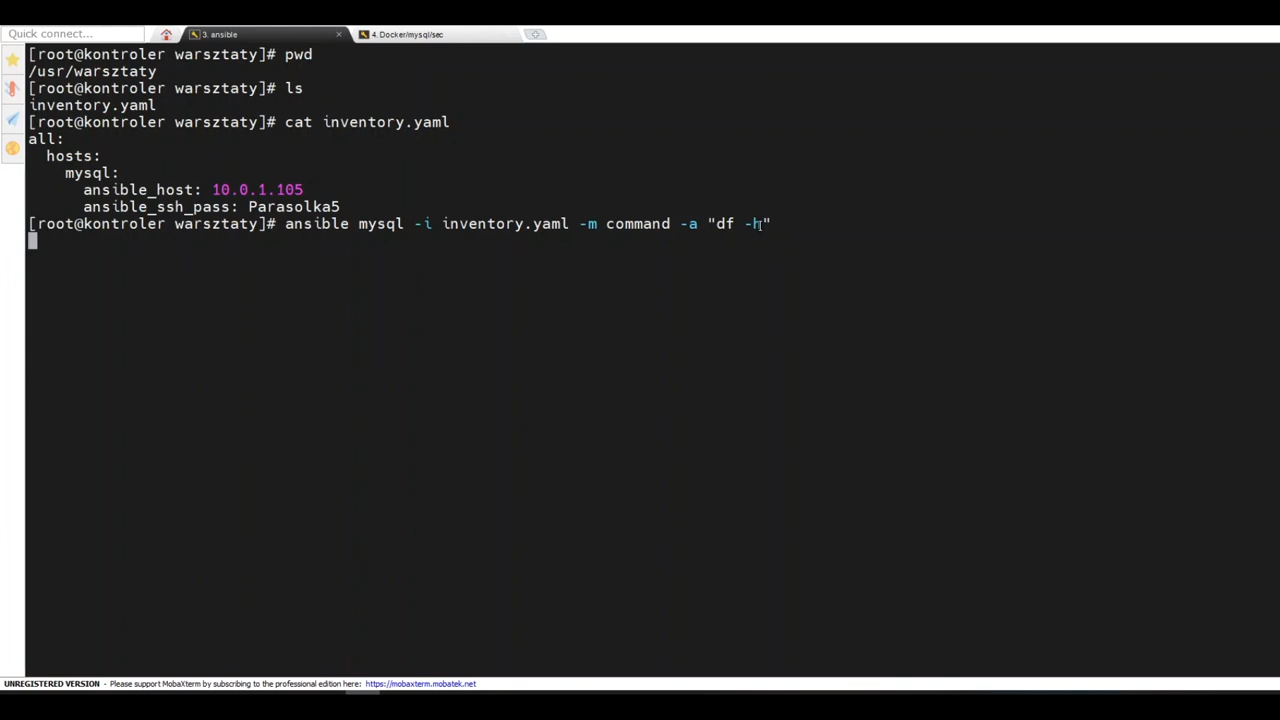 Quick connect...
3. ansible
4. Docker/mysql/sec
[root@kontroler warsztaty]# pwd
/usr/warsztaty
[root@kontroler warsztaty]# ls
inventory.yaml
[root@kontroler warsztaty]# cat inventory.yaml
all:
  hosts:
    mysql:
      ansible_host: 10.0.1.105
      ansible_ssh_pass: Parasolka5
[root@kontroler warsztaty]# ansible mysql -i inventory.yaml -m command -a "df -h"
UNREGISTERED VERSION - Please support MobaXterm by subscribing to the professional edition here: https://mobaxterm.mobatek.net